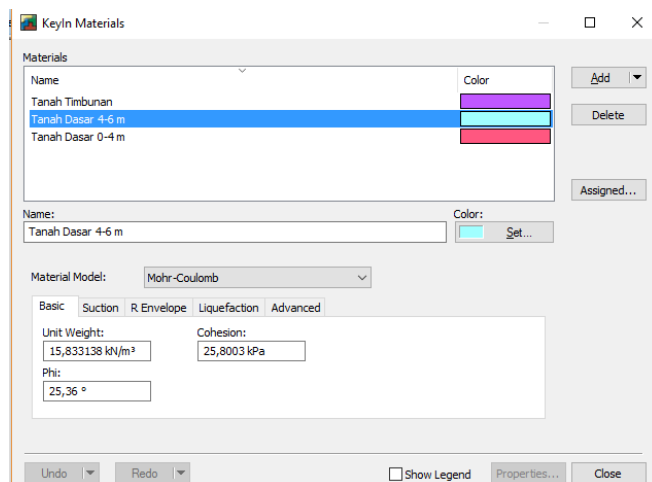 KeyIn Materials
Materials
Name Color
Add
Tanah Timbunan
Tanah Dasar 4-6 m
Delete
Tanah Dasar 0-4 m
Assigned...
Name: Color:
Tanah Dasar 4-6 m Set...
Material Model: Mohr-Coulomb
Basic Suction R Envelope Liquefaction Advanced
Unit Weight: Cohesion:
15,833138 kN/m³ 25,8003 kPa
Phi:
25,36 °
Undo Redo Show Legend Properties... Close